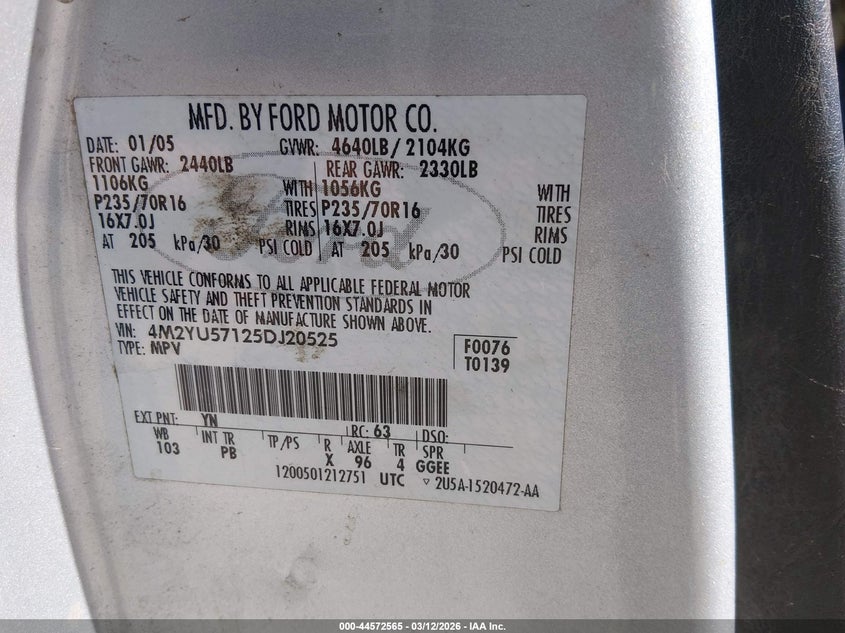 MFD. BY FORD MOTOR CO.
DATE: 01/05 GVWR: 4640LB/ 2104KG
FRONT GAWR: 2440LB REAR GAWR: 2330LB
1106KG WITH 1056KG WITH
P235/70R16 TIRES P235/70R16 TIRES
16X7.0J RIMS 16X7.0J RIMS
AT 205 kPa/30 PSI COLD AT 205 kPa/30 PSI COLD
THIS VEHICLE CONFORMS TO ALL APPLICABLE FEDERAL MOTOR
VEHICLE SAFETY AND THEFT PREVENTION STANDARDS IN
EFFECT ON THE DATE OF MANUFACTURE SHOWN ABOVE.
VIN: 4M2YU57125DJ20525
TYPE: MPV
F0076
T0139
EXT PNT: YN RC: 63 DSO:
WB INT TR TP/PS R AXLE TR SPR
103 PB X 96 4 GGEE
1200501212751 UTC ▿ 2U5A-1520472-AA
Ford
000-44572565 | 03/12/2026 | IAA Inc.